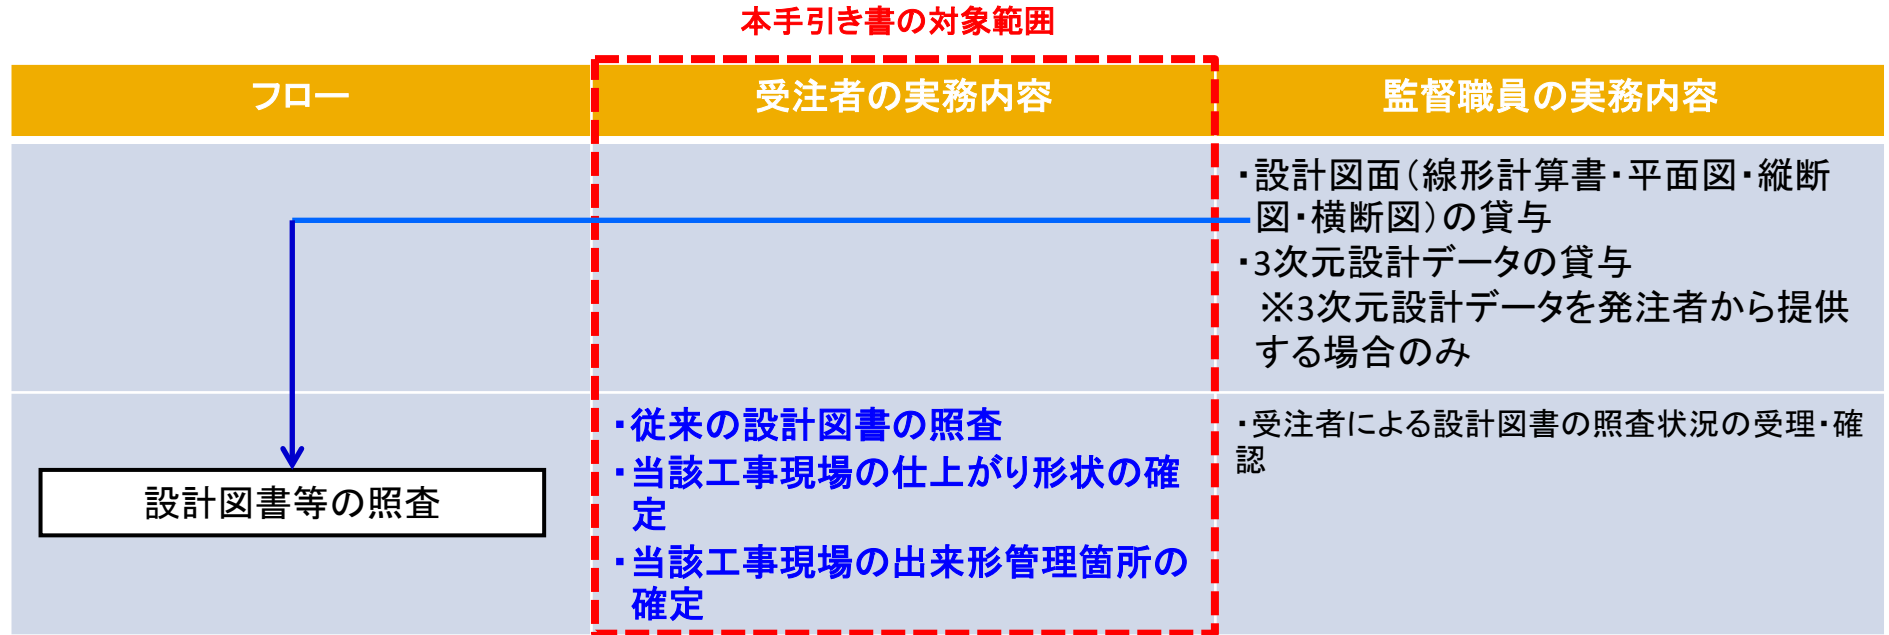 本手引き書の対象範囲
フロー
受注者の実務内容
監督職員の実務内容
・設計図面(線形計算書・平面図・縦断
図・横断図)の貸与
・3次元設計データの貸与
※3次元設計データを発注者から提供
する場合のみ
設計図書等の照査
・従来の設計図書の照査
・当該工事現場の仕上がり形状の確
定
・当該工事現場の出来形管理箇所の
確定
・受注者による設計図書の照査状況の受理・確
認